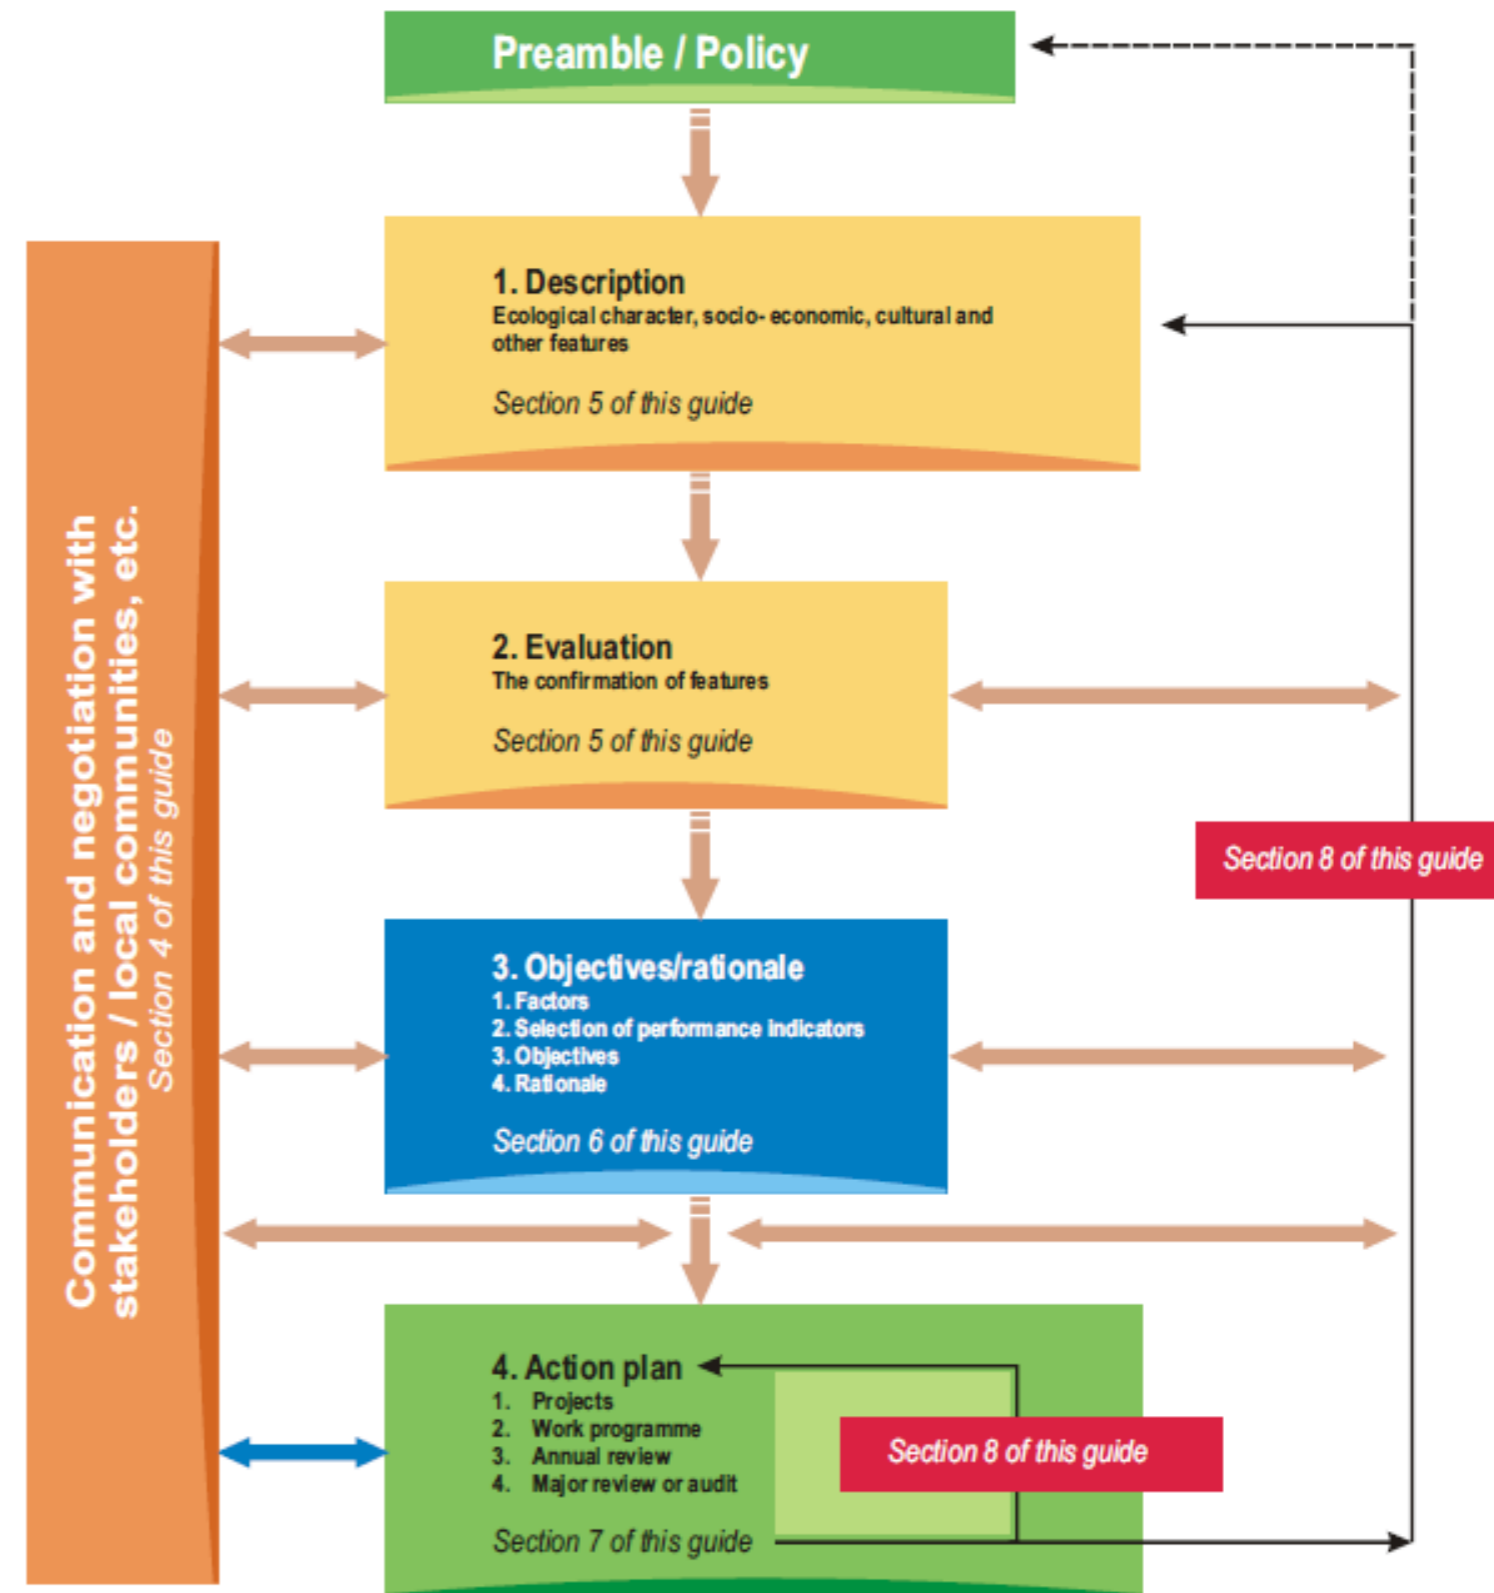 Preamble / Policy
1. Description
Ecological character, socio- economic, cultural and
other features
Section 5 of this guide
Communication and negotiation with
stakeholders / local communities, etc.
Section 4 of this guide
2. Evaluation
The confirmation of features
Section 5 of this guide
Section 8 of this guide
3. Objectives/rationale
1. Factors
2. Selection of performance indicators
3. Objectives
4. Rationale
Section 6 of this guide
4. Action plan
1. Projects
2. Work programme
3. Annual review
4. Major review or audit
Section 8 of this guide
Section 7 of this guide